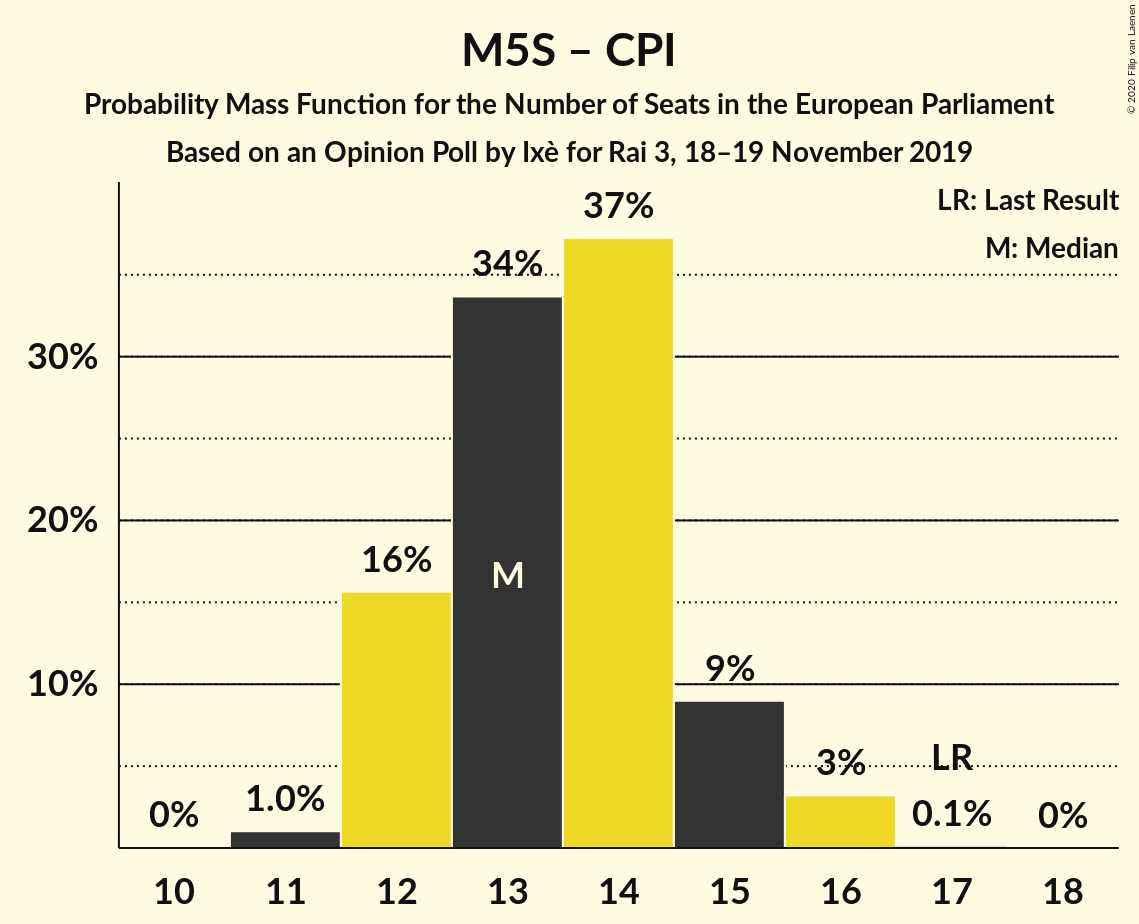 M5S – CPI
Probability Mass Function for the Number of Seats in the European Parliament
Based on an Opinion Poll by Ixè for Rai 3, 18–19 November 2019
© 2020 Filip van Laenen
LR: Last Result
M: Median
30%
20%
10%
0%
1.0%
16%
34%
M
37%
9%
3%
LR
0.1%
0%
10 11 12 13 14 15 16 17 18